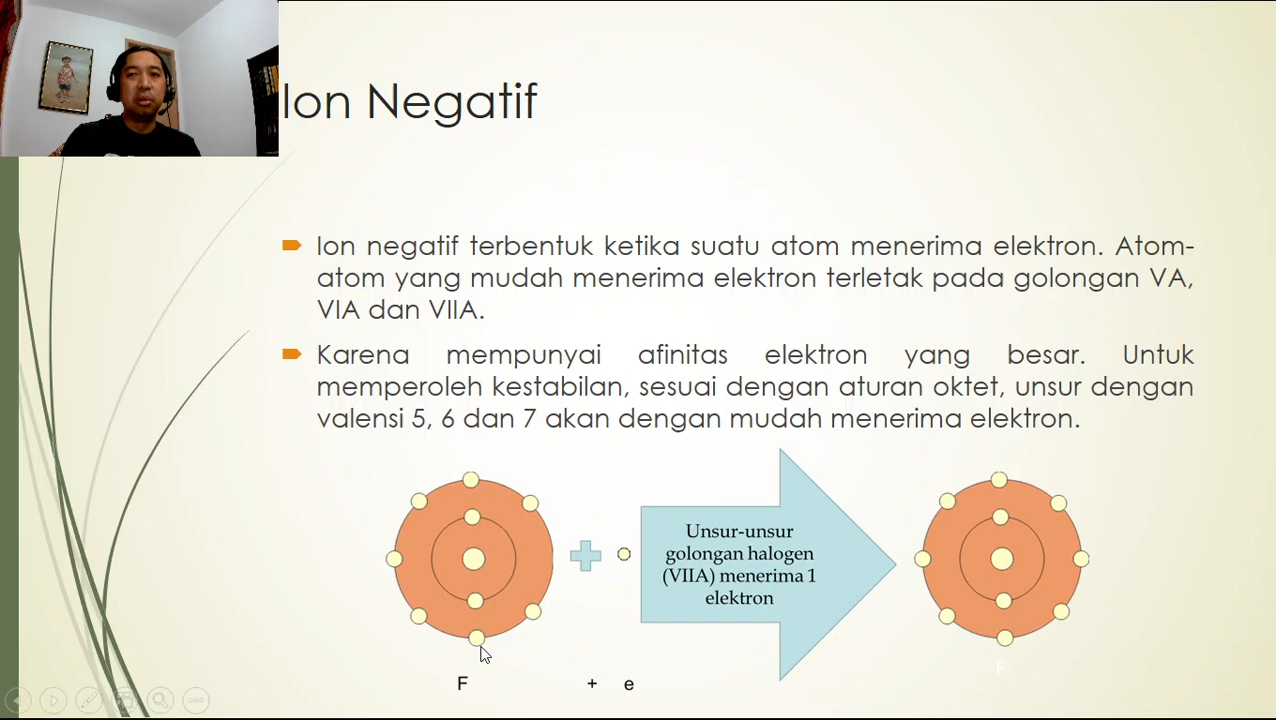 Ion Negatif
Ion negatif terbentuk ketika suatu atom menerima elektron. Atom-
atom yang mudah menerima elektron terletak pada golongan VA,
VIA dan VIIA.
Karena mempunyai afinitas elektron yang besar. Untuk
memperoleh kestabilan, sesuai dengan aturan oktet, unsur dengan
valensi 5, 6 dan 7 akan dengan mudah menerima elektron.
Unsur-unsur
golongan halogen
(VIIA) menerima 1
elektron
F + e
F-